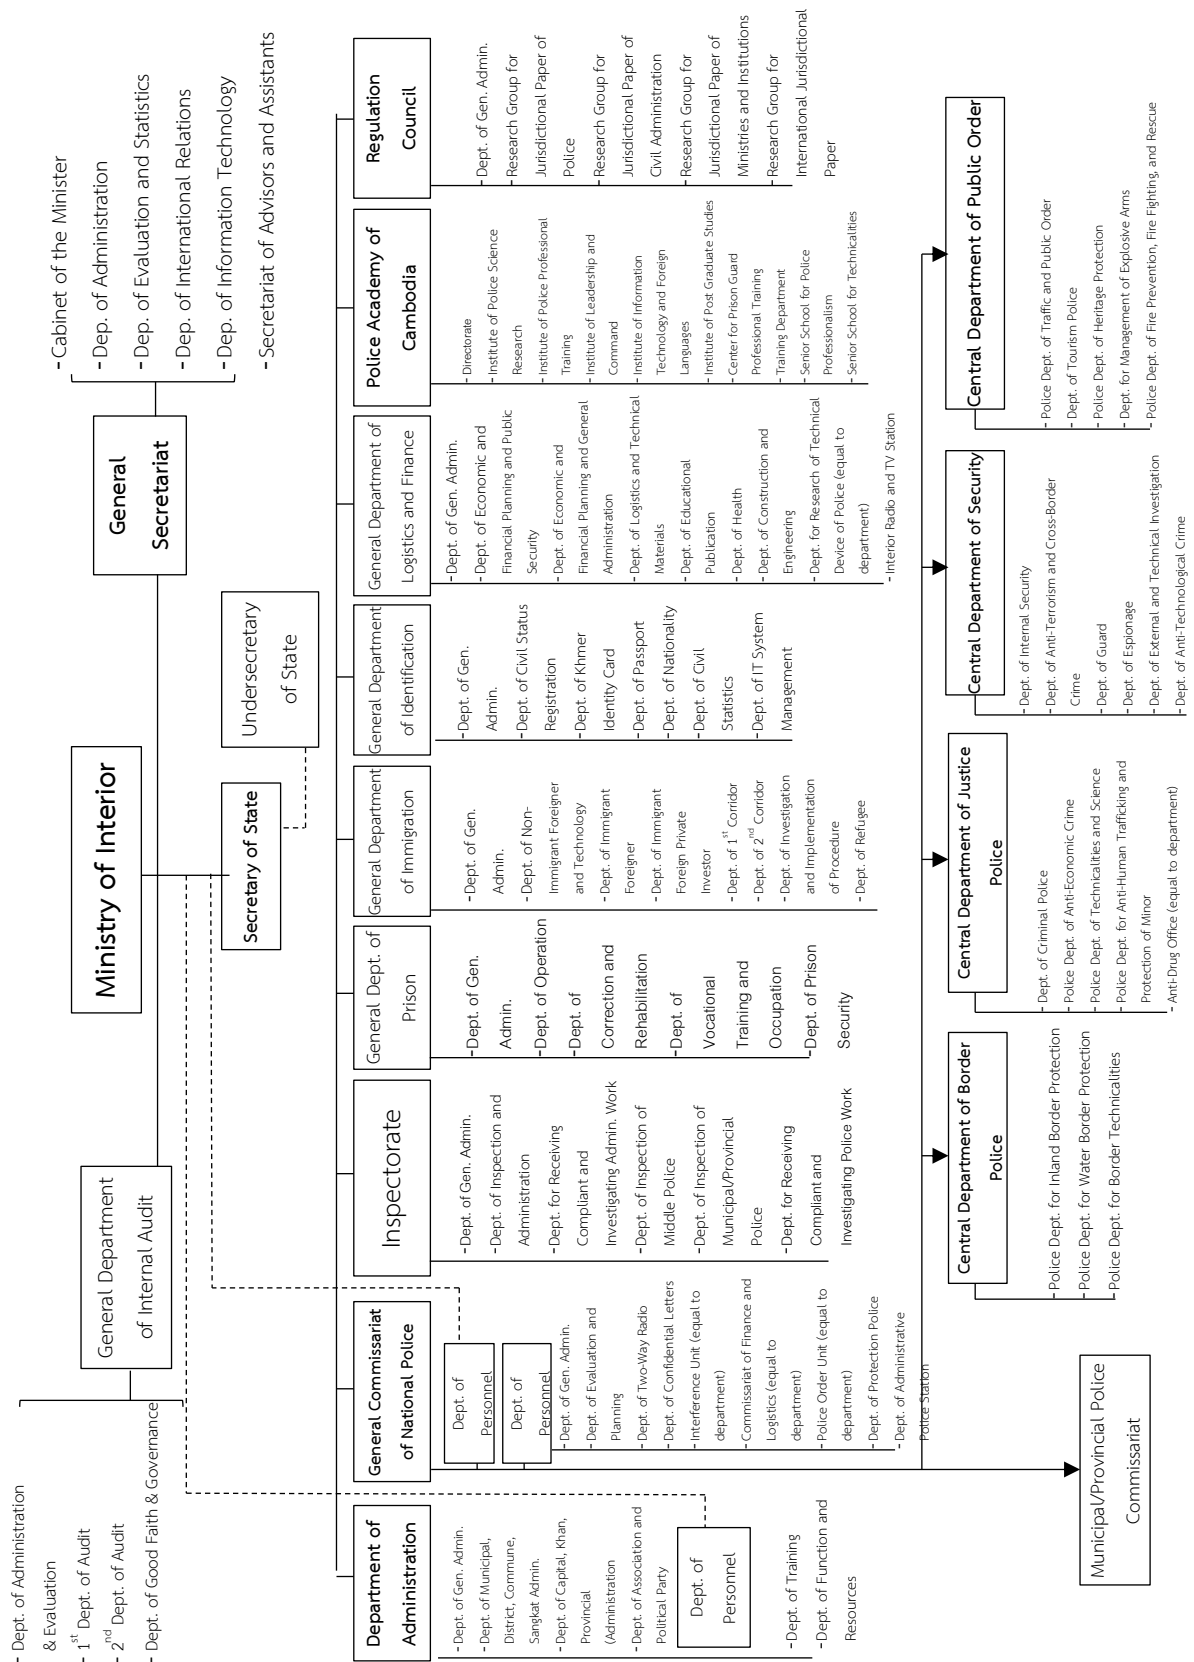 Ministry of Interior
General Department
of Internal Audit
- Dept. of Administration
& Evaluation
- 1st Dept. of Audit
- 2nd Dept. of Audit
- Dept. of Good Faith & Governance
General
Secretariat
- Cabinet of the Minister
- Dep. of Administration
- Dep. of Evaluation and Statistics
- Dep. of International Relations
- Dep. of Information Technology
- Secretariat of Advisors and Assistants
Secretary of State
Undersecretary
of State
Department of
Administration
- Dept. of Gen. Admin.
- Dept. of Municipal,
District, Commune,
Sangkat Admin.
- Dept. of Capital, Khan,
Provincial
(Administration
- Dept. of Association and
Political Party
Dept. of
Personnel
- Dept. of Training
- Dept. of Function and
Resources
General Commissariat
of National Police
Dept. of
Personnel
Dept. of
Personnel
- Dept. of Gen. Admin.
- Dept. of Evaluation and
Planning
- Dept. of Two-Way Radio
- Dept. of Confidential Letters
- Interference Unit (equal to
department)
- Commissariat of Finance and
Logistics (equal to
department)
- Police Order Unit (equal to
department)
- Dept. of Protection Police
- Dept. of Administrative
Police Station
Inspectorate
- Dept. of Gen. Admin.
- Dept. of Inspection and
Administration
- Dept. for Receiving
Compliant and
Investigating Admin. Work
- Dept. of Inspection of
Middle Police
- Dept. of Inspection of
Municipal/Provincial
Police
- Dept. for Receiving
Compliant and
Investigating Police Work
General Dept. of
Prison
- Dept. of Gen.
Admin.
- Dept. of Operation
- Dept. of
Correction and
Rehabilitation
- Dept. of
Vocational
Training and
Occupation
- Dept. of Prison
Security
General Department
of Immigration
- Dept. of Gen.
Admin.
- Dept. of Non-
Immigrant Foreigner
and Technology
- Dept. of Immigrant
Foreigner
- Dept. of Immigrant
Foreign Private
Investor
- Dept. of 1st Corridor
- Dept. of 2nd Corridor
- Dept. of Investigation
and Implementation
of Procedure
- Dept. of Refugee
General Department
of Identification
- Dept. of Gen.
Admin.
- Dept. of Civil Status
Registration
- Dept. of Khmer
Identity Card
- Dept. of Passport
- Dept. of Nationality
- Dept. of Civil
Statistics
- Dept. of IT System
Management
General Department of
Logistics and Finance
- Dept. of Gen. Admin.
- Dept. of Economic and
Financial Planning and Public
Security
- Dept. of Economic and
Financial Planning and General
Administration
- Dept. of Logistics and Technical
Materials
- Dept. of Educational
Publication
- Dept. of Health
- Dept. of Construction and
Engineering
- Dept. for Research of Technical
Device of Police (equal to
department)
- Interior Radio and TV Station
Police Academy of
Cambodia
- Directorate
- Institute of Police Science
Research
- Institute of Police Professional
Training
- Institute of Leadership and
Command
- Institute of Information
Technology and Foreign
Languages
- Institute of Post Graduate Studies
- Center for Prison Guard
Professional Training
- Training Department
- Senior School for Police
Professionalism
- Senior School for Technicalities
Regulation
Council
- Dept. of Gen. Admin.
- Research Group for
Jurisdictional Paper of
Police
- Research Group for
Jurisdictional Paper of
Civil Administration
- Research Group for
Jurisdictional Paper of
Ministries and Institutions
- Research Group for
International Jurisdictional
Paper
Municipal/Provincial Police
Commissariat
Central Department of Border
Police
- Police Dept. for Inland Border Protection
- Police Dept. for Water Border Protection
- Police Dept. for Border Technicalities
Central Department of Justice
Police
- Dept. of Criminal Police
- Police Dept. of Anti-Economic Crime
- Police Dept. of Technicalities and Science
- Police Dept. for Anti-Human Trafficking and
Protection of Minor
- Anti-Drug Office (equal to department)
Central Department of Security
- Dept. of Internal Security
- Dept. of Anti-Terrorism and Cross-Border
Crime
- Dept. of Guard
- Dept. of Espionage
- Dept. of External and Technical Investigation
- Dept. of Anti-Technological Crime
Central Department of Public Order
- Police Dept. of Traffic and Public Order
- Dept. of Tourism Police
- Police Dept. of Heritage Protection
- Dept. for Management of Explosive Arms
- Police Dept. of Fire Prevention, Fire Fighting, and Rescue